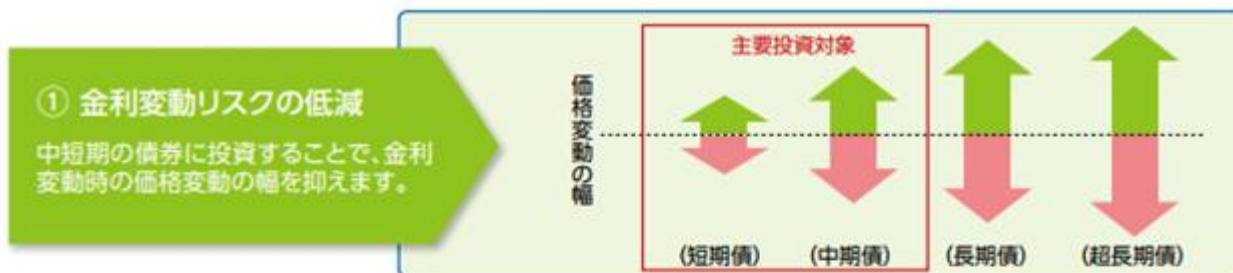 ① 金利変動リスクの低減
中短期の債券に投資することで、金利
変動時の価格変動の幅を抑えます。
主要投資対象
価格変動の幅
(短期債)
(中期債)
(長期債)
(超長期債)